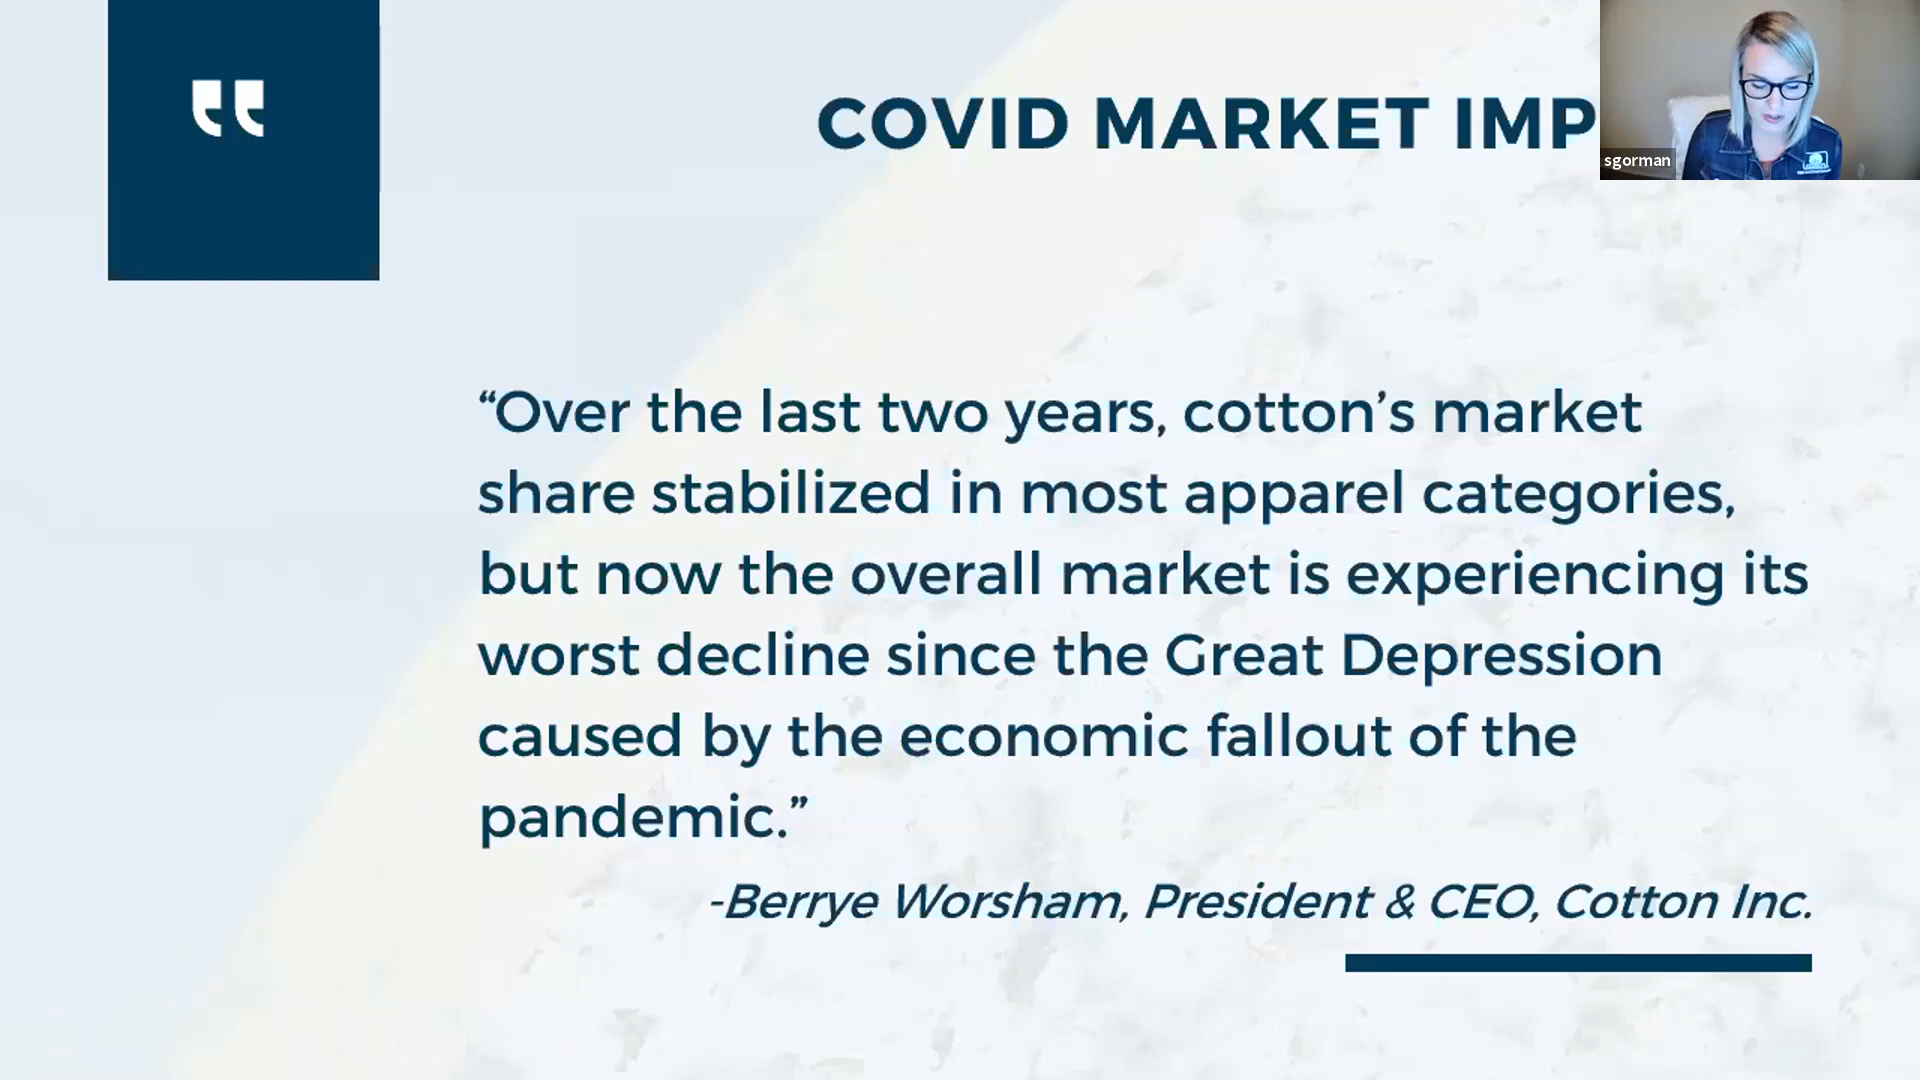 COVID MARKET IMP
sgorman
“Over the last two years, cotton’s market
share stabilized in most apparel categories,
but now the overall market is experiencing its
worst decline since the Great Depression
caused by the economic fallout of the
pandemic.”
-Berrye Worsham, President & CEO, Cotton Inc.